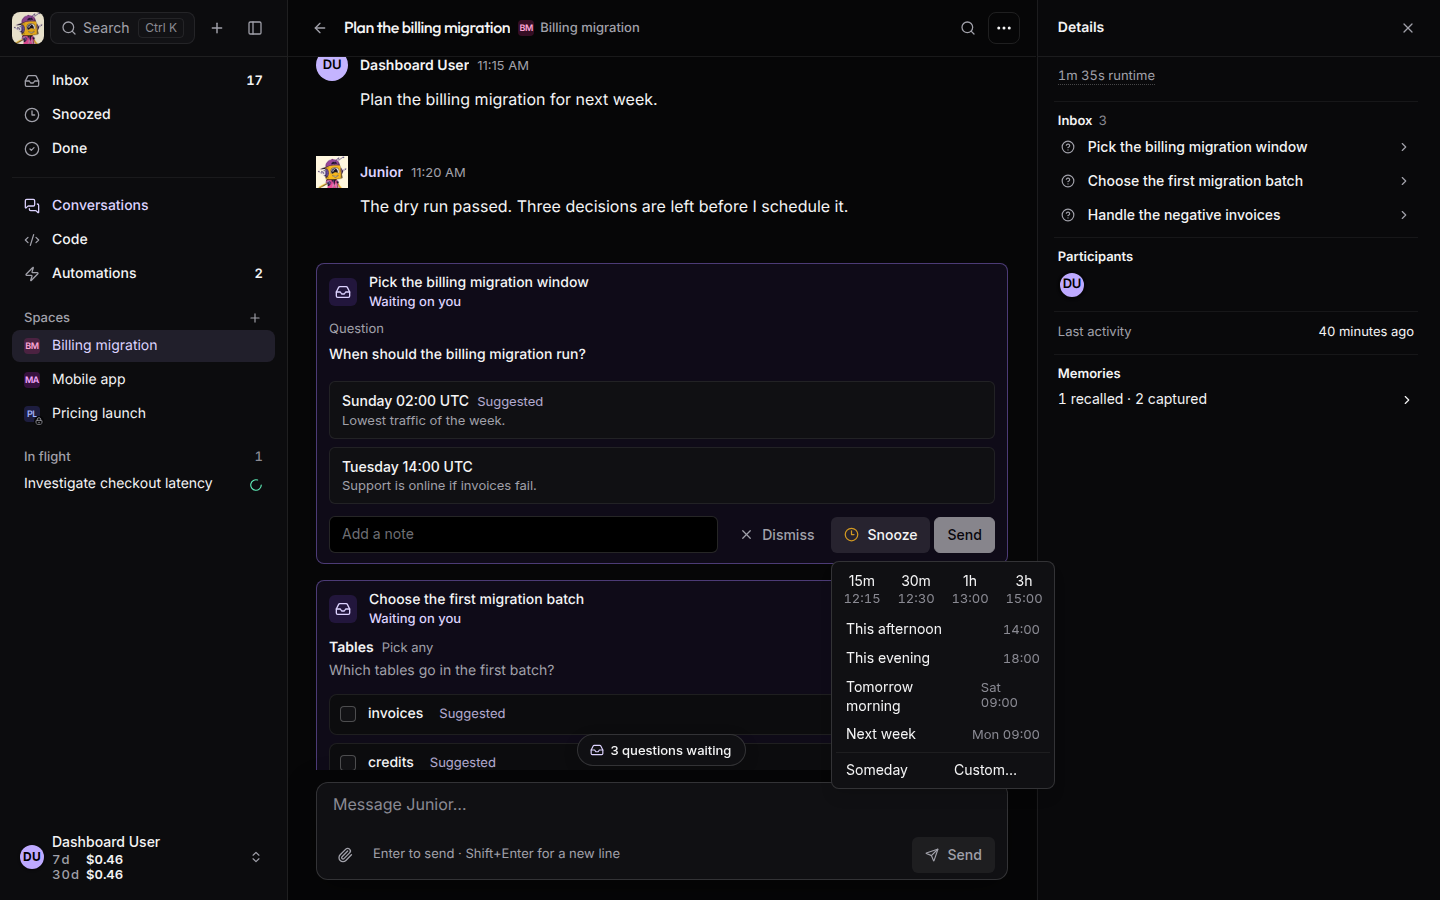 Search Ctrl K
Inbox 17
Snoozed
Done
Conversations
Code
Automations 2
Spaces
BM Billing migration
MA Mobile app
PL Pricing launch
In flight 1
Investigate checkout latency
DU Dashboard User
7d $0.46
30d $0.46
Plan the billing migration BM Billing migration
DU Dashboard User 11:15 AM
Plan the billing migration for next week.
Junior 11:20 AM
The dry run passed. Three decisions are left before I schedule it.
Pick the billing migration window
Waiting on you
Question
When should the billing migration run?
Sunday 02:00 UTC Suggested
Lowest traffic of the week.
Tuesday 14:00 UTC
Support is online if invoices fail.
Add a note Dismiss Snooze Send
15m 30m 1h 3h
12:15 12:30 13:00 15:00
This afternoon 14:00
This evening 18:00
Tomorrow morning Sat 09:00
Next week Mon 09:00
Someday Custom...
Choose the first migration batch
Waiting on you
Tables Pick any
Which tables go in the first batch?
invoices Suggested
credits Suggested
3 questions waiting
Message Junior...
Enter to send · Shift+Enter for a new line Send
Details
1m 35s runtime
Inbox 3
Pick the billing migration window
Choose the first migration batch
Handle the negative invoices
Participants
DU
Last activity 40 minutes ago
Memories
1 recalled · 2 captured